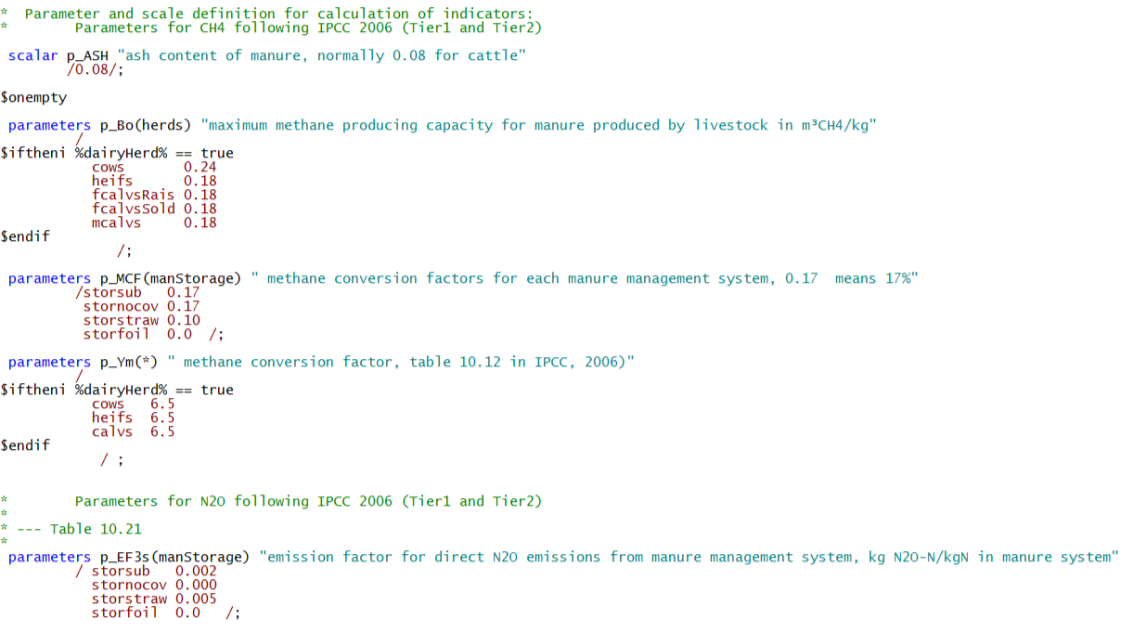 *  Parameter and scale definition for calculation of indicators:
*        Parameters for CH4 following IPCC 2006 (Tier1 and Tier2)
scalar p_ASH "ash content of manure, normally 0.08 for cattle"
/0.08/;
$onempty
parameters p_Bo(herds) "maximum methane producing capacity for manure produced by livestock in m³CH4/kg"
/
$iftheni %dairyHerd% == true
cows       0.24
heifs      0.18
fcalvsRais 0.18
fcalvsSold 0.18
mcalvs     0.18
$endif
/;
parameters p_MCF(manStorage) " methane conversion factors for each manure management system, 0.17  means 17%"
/storsub   0.17
stornocov 0.17
storstraw 0.10
storfoil  0.0  /;
parameters p_Ym(*) " methane conversion factor, table 10.12 in IPCC, 2006)"
/
$iftheni %dairyHerd% == true
cows   6.5
heifs  6.5
calvs  6.5
$endif
/ ;
*        Parameters for N2O following IPCC 2006 (Tier1 and Tier2)
*
* --- Table 10.21
*
parameters p_EF3s(manStorage) "emission factor for direct N2O emissions from manure management system, kg N2O-N/kgN in manure system"
/ storsub   0.002
stornocov 0.000
storstraw 0.005
storfoil  0.0   /;